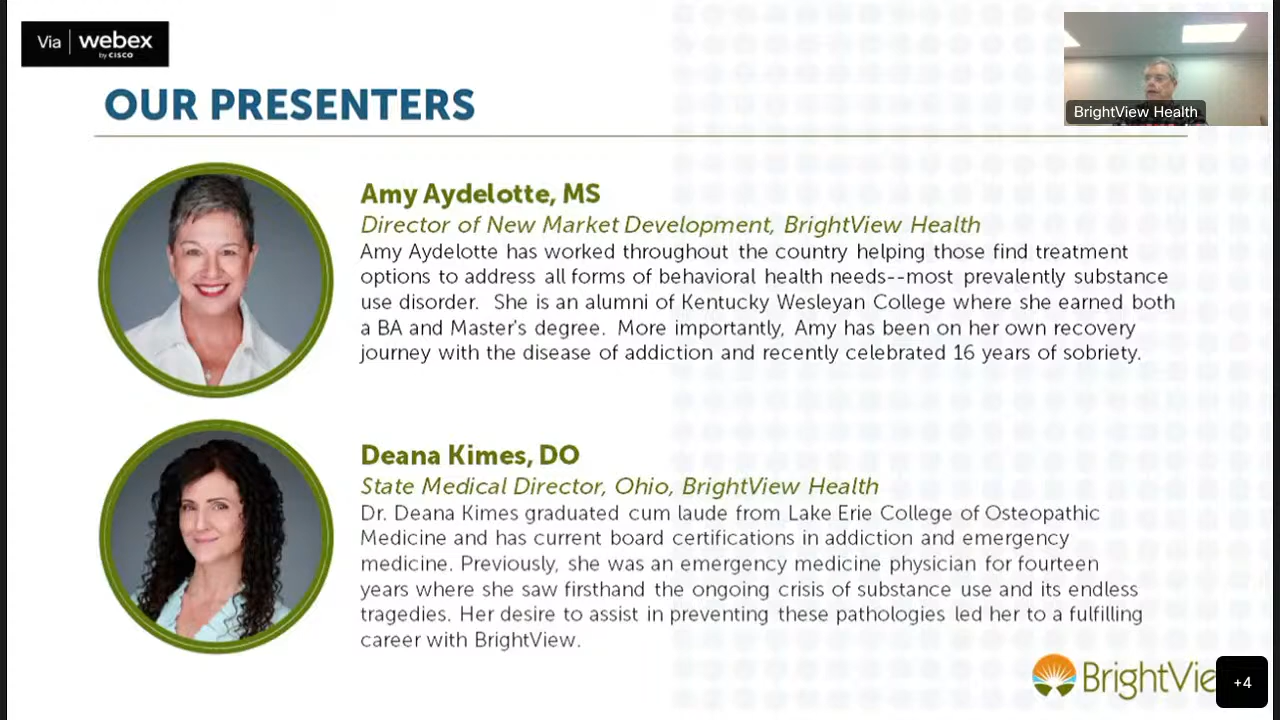 Via | webex
by CISCO
BrightView Health
OUR PRESENTERS
Amy Aydelotte, MS
Director of New Market Development, BrightView Health
Amy Aydelotte has worked throughout the country helping those find treatment
options to address all forms of behavioral health needs--most prevalently substance
use disorder.  She is an alumni of Kentucky Wesleyan College where she earned both
a BA and Master's degree.  More importantly, Amy has been on her own recovery
journey with the disease of addiction and recently celebrated 16 years of sobriety.
Deana Kimes, DO
State Medical Director, Ohio, BrightView Health
Dr. Deana Kimes graduated cum laude from Lake Erie College of Osteopathic
Medicine and has current board certifications in addiction and emergency
medicine. Previously, she was an emergency medicine physician for fourteen
years where she saw firsthand the ongoing crisis of substance use and its endless
tragedies. Her desire to assist in preventing these pathologies led her to a fulfilling
career with BrightView.
BrightVie
+4